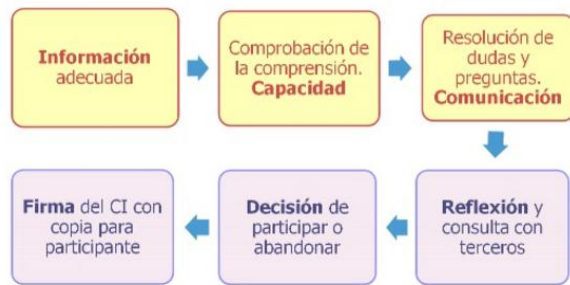 Información
adecuada
Comprobación de
la comprensión.
Capacidad
Resolución de
dudas y
preguntas.
Comunicación
Reflexión y
consulta con
terceros
Decisión de
participar o
abandonar
Firma del CI con
copia para
participante